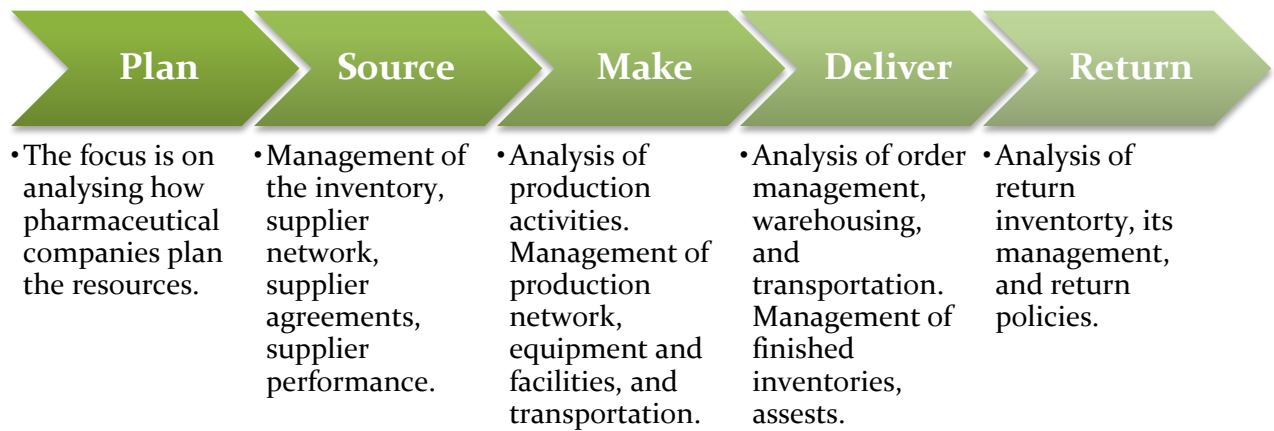 Plan
Source
Make
Deliver
Return
•The focus is on
analysing how
pharmaceutical
companies plan
the resources.
•Management of
the inventory,
supplier
network,
supplier
agreements,
supplier
performance.
•Analysis of
production
activities.
Management of
production
network,
equipment and
facilities, and
transportation.
•Analysis of order
management,
warehousing,
and
transportation.
Management of
finished
inventories,
assests.
•Analysis of
return
inventorty, its
management,
and return
policies.